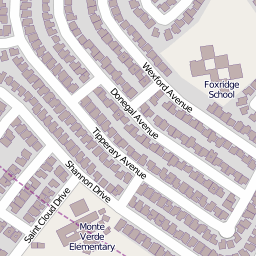 Wexford Avenue
Foxridge
School
Donegal Avenue
Tipperary Avenue
Shannon Drive
Saint Cloud Drive
Monte
Verde
Elementary